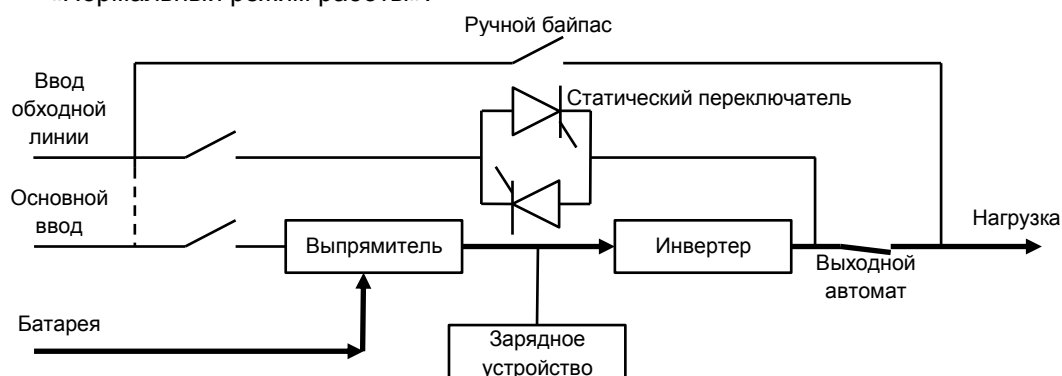 «Нормальный режим работы».
Ручной байпас
Ввод
обходной
линии
Статический переключатель
Основной
ввод
Выпрямитель
Инвертер
Нагрузка
Выходной
автомат
Батарея
Зарядное
устройство